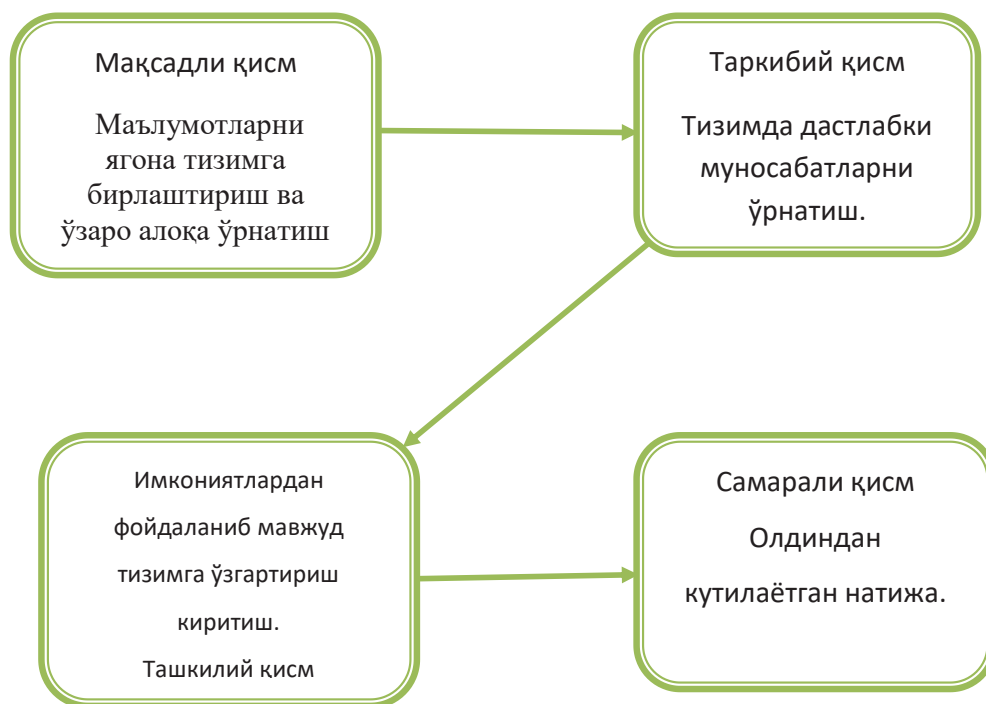 Мақсадли қисм
Маълумотларни
ягона тизимга
бирлаштириш ва
ўзаро алоқа ўрнатиш
Таркибий қисм
Тизимда дастлабки
муносабатларни
ўрнатиш.
Имкониятлардан
фойдаланиб мавжуд
тизимга ўзгартириш
киритиш.
Ташкилий қисм
Самарали қисм
Олдиндан
кутилаётган натижа.